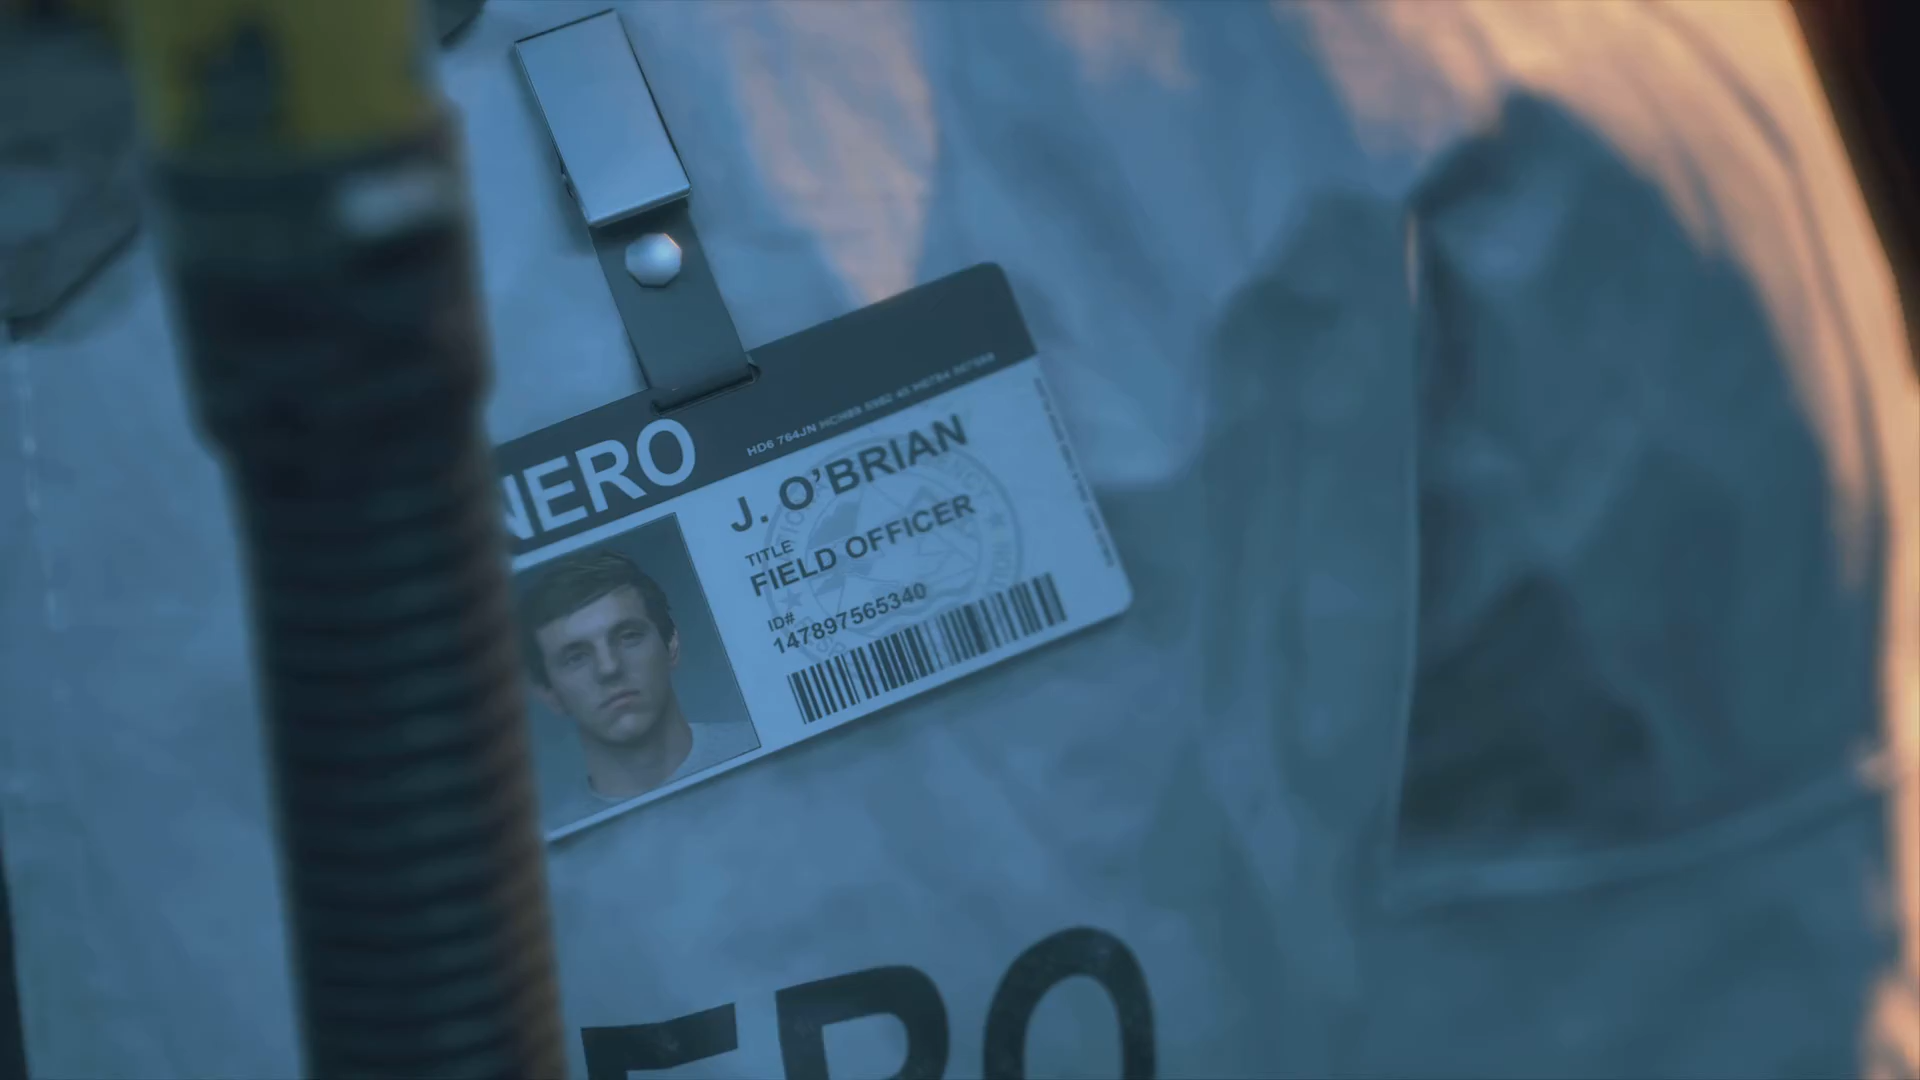 NERO
HD6 764JN
J. O'BRIAN
TITLE
FIELD OFFICER
ID#
147897565340
ERO